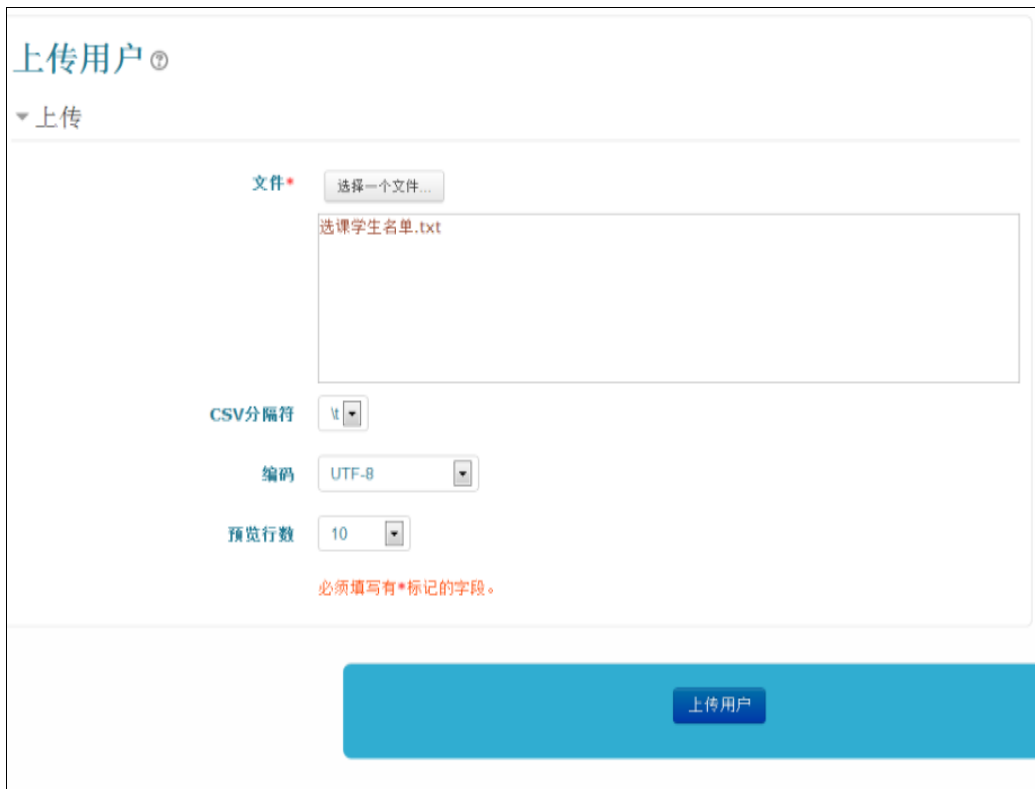 上传用户
上传
文件*
选择一个文件...
选课学生名单.txt
CSV分隔符
\t
编码
UTF-8
预览行数
10
必须填写有*标记的字段。
上传用户